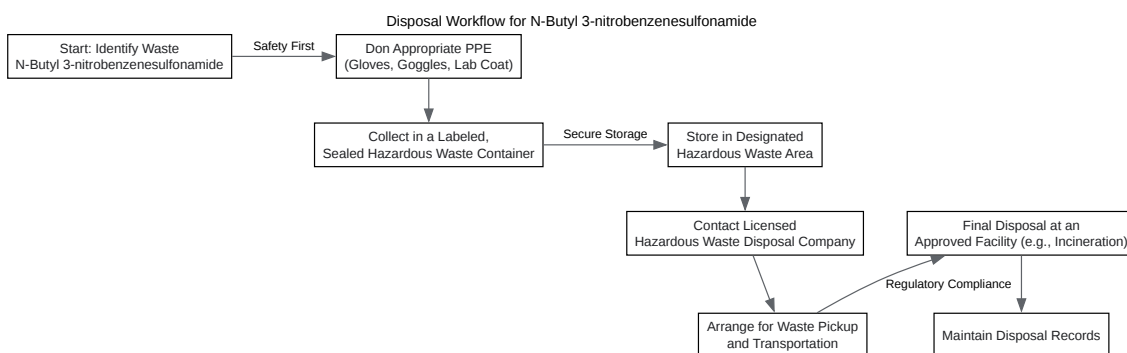 Disposal Workflow for N-Butyl 3-nitrobenzenesulfonamide
Start: Identify Waste
N-Butyl 3-nitrobenzenesulfonamide
Safety First
Don Appropriate PPE
(Gloves, Goggles, Lab Coat)
Collect in a Labeled,
Sealed Hazardous Waste Container
Secure Storage
Store in Designated
Hazardous Waste Area
Contact Licensed
Hazardous Waste Disposal Company
Arrange for Waste Pickup
and Transportation
Regulatory Compliance
Final Disposal at an
Approved Facility (e.g., Incineration)
Maintain Disposal Records